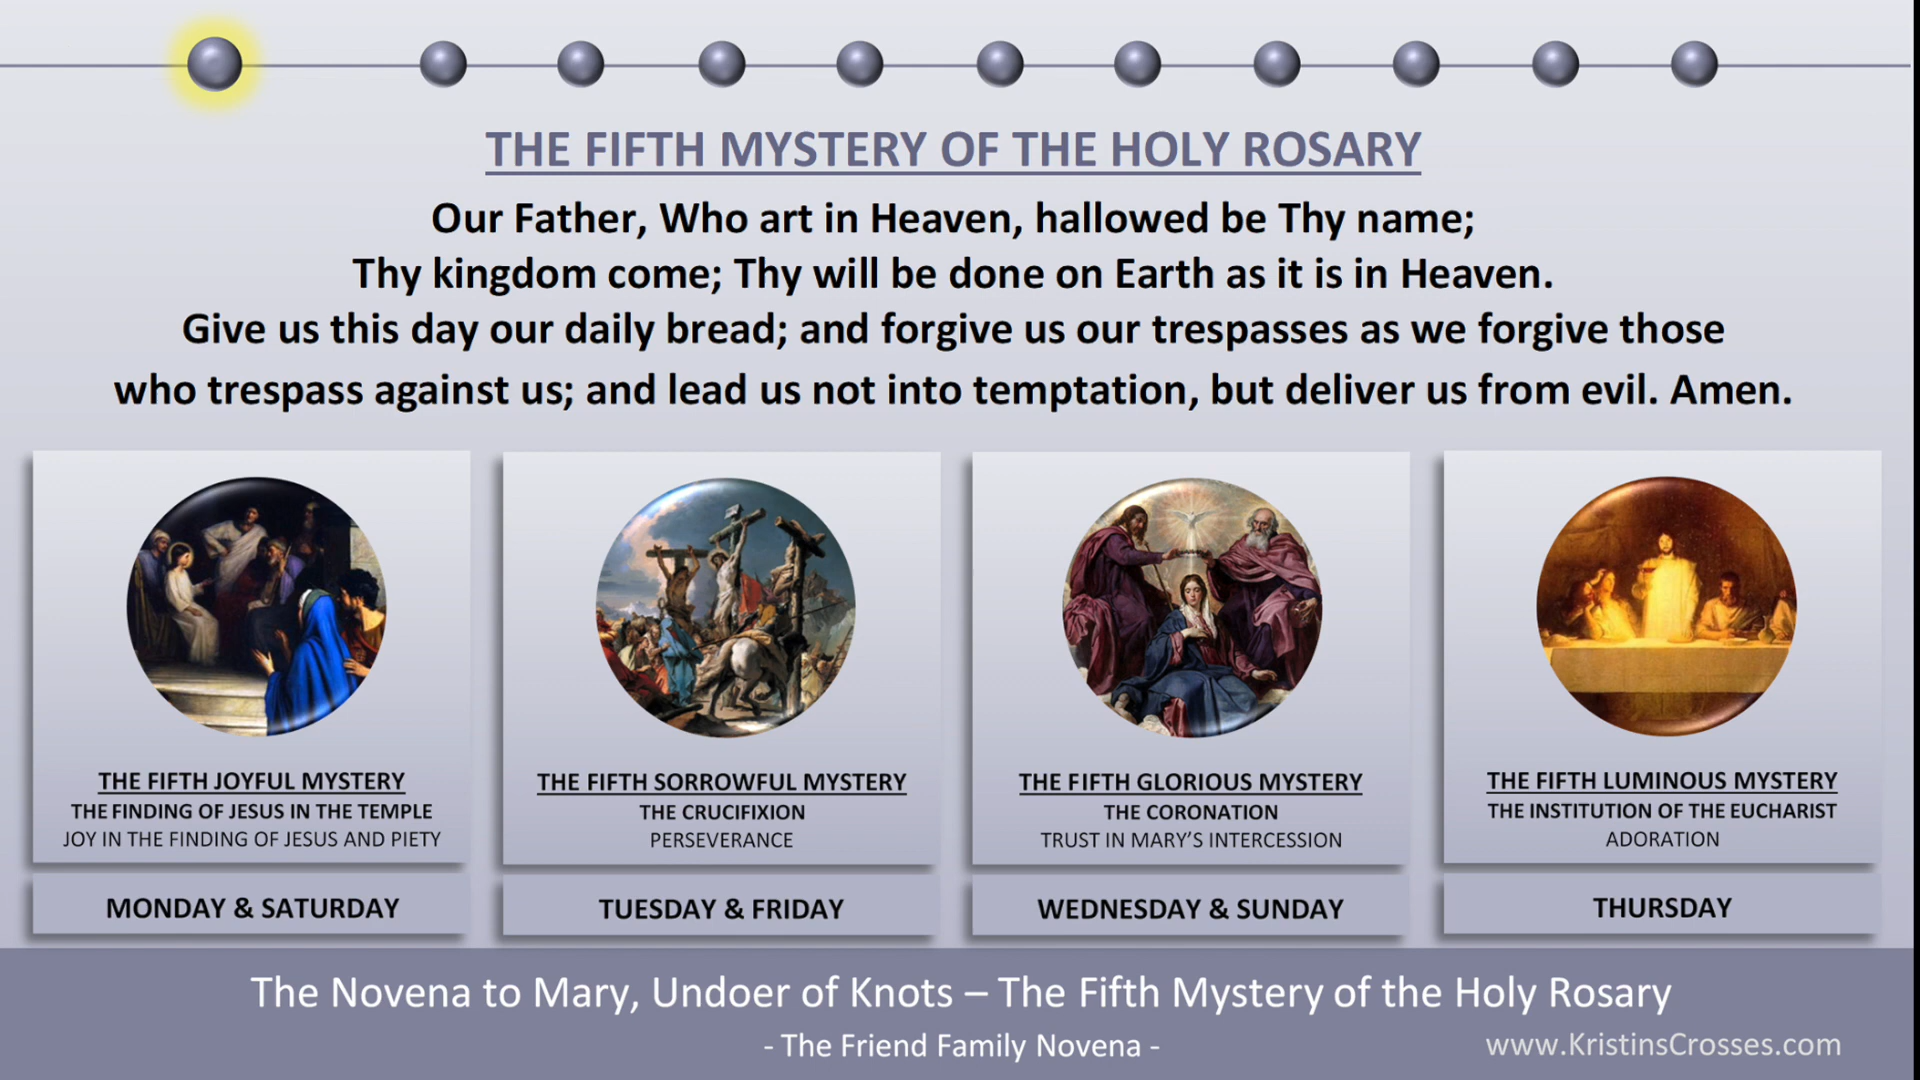 THE FIFTH MYSTERY OF THE HOLY ROSARY
Our Father, Who art in Heaven, hallowed be Thy name;
Thy kingdom come; Thy will be done on Earth as it is in Heaven.
Give us this day our daily bread; and forgive us our trespasses as we forgive those
who trespass against us; and lead us not into temptation, but deliver us from evil. Amen.
THE FIFTH JOYFUL MYSTERY
THE FINDING OF JESUS IN THE TEMPLE
JOY IN THE FINDING OF JESUS AND PIETY
MONDAY & SATURDAY
THE FIFTH SORROWFUL MYSTERY
THE CRUCIFIXION
PERSEVERANCE
TUESDAY & FRIDAY
THE FIFTH GLORIOUS MYSTERY
THE CORONATION
TRUST IN MARY'S INTERCESSION
WEDNESDAY & SUNDAY
THE FIFTH LUMINOUS MYSTERY
THE INSTITUTION OF THE EUCHARIST
ADORATION
THURSDAY
The Novena to Mary, Undoer of Knots – The Fifth Mystery of the Holy Rosary
- The Friend Family Novena -
www.KristinsCrosses.com